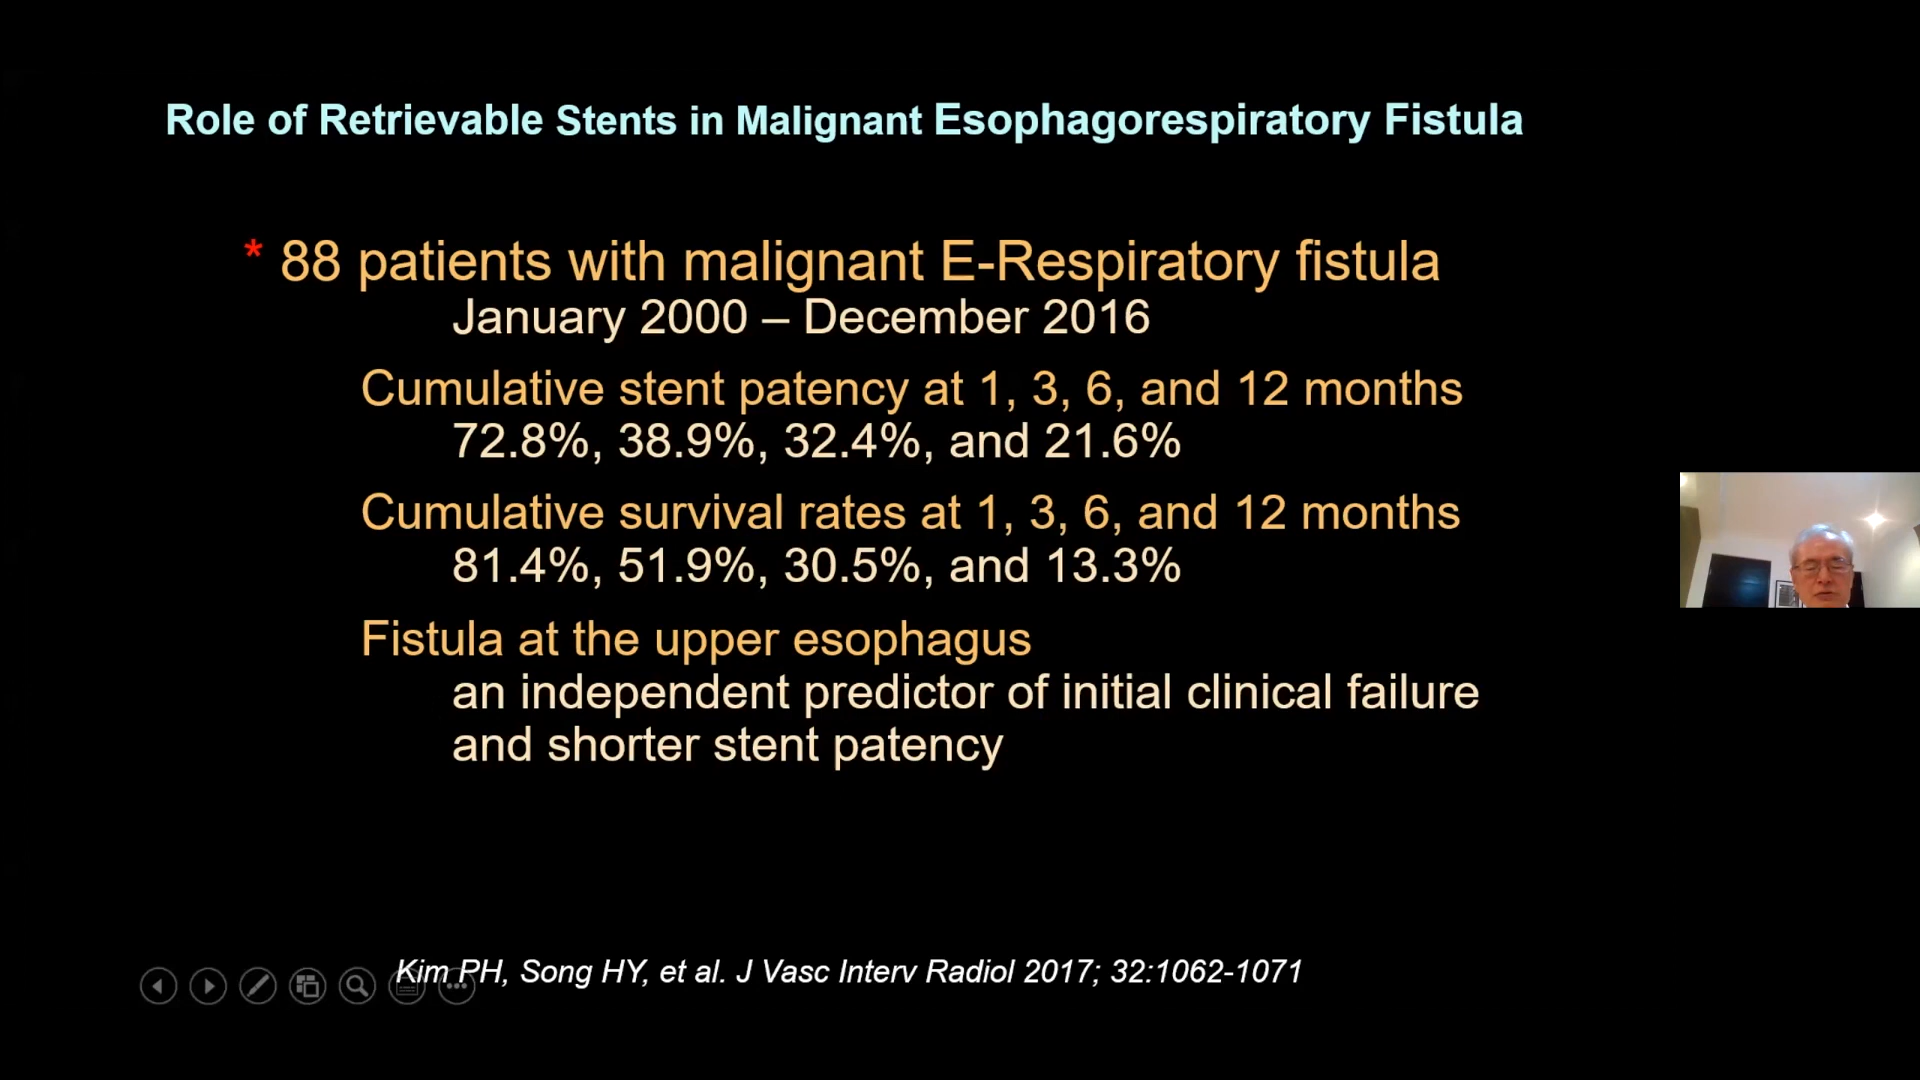 Role of Retrievable Stents in Malignant Esophagorespiratory Fistula
* 88 patients with malignant E-Respiratory fistula
January 2000 – December 2016
Cumulative stent patency at 1, 3, 6, and 12 months
72.8%, 38.9%, 32.4%, and 21.6%
Cumulative survival rates at 1, 3, 6, and 12 months
81.4%, 51.9%, 30.5%, and 13.3%
Fistula at the upper esophagus
an independent predictor of initial clinical failure
and shorter stent patency
Kim PH, Song HY, et al. J Vasc Interv Radiol 2017; 32:1062-1071